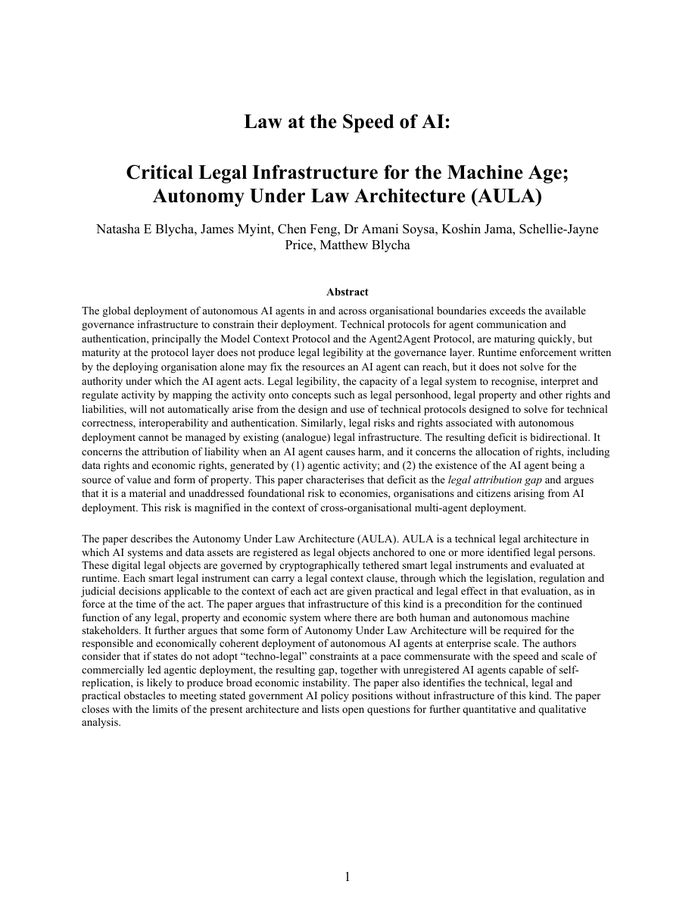 Law at the Speed of AI:
Critical Legal Infrastructure for the Machine Age;
Autonomy Under Law Architecture (AULA)
Natasha E Blycha, James Myint, Chen Feng, Dr Amani Soysa, Koshin Jama, Schellie-Jayne
Price, Matthew Blycha
Abstract
The global deployment of autonomous AI agents in and across organisational boundaries exceeds the available
governance infrastructure to constrain their deployment. Technical protocols for agent communication and
authentication, principally the Model Context Protocol and the Agent2Agent Protocol, are maturing quickly, but
maturity at the protocol layer does not produce legal legibility at the governance layer. Runtime enforcement written
by the deploying organisation alone may fix the resources an AI agent can reach, but it does not solve for the
authority under which the AI agent acts. Legal legibility, the capacity of a legal system to recognise, interpret and
regulate activity by mapping the activity onto concepts such as legal personhood, legal property and other rights and
liabilities, will not automatically arise from the design and use of technical protocols designed to solve for technical
correctness, interoperability and authentication. Similarly, legal risks and rights associated with autonomous
deployment cannot be managed by existing (analogue) legal infrastructure. The resulting deficit is bidirectional. It
concerns the attribution of liability when an AI agent causes harm, and it concerns the allocation of rights, including
data rights and economic rights, generated by (1) agentic activity; and (2) the existence of the AI agent being a
source of value and form of property. This paper characterises that deficit as the legal attribution gap and argues
that it is a material and unaddressed foundational risk to economies, organisations and citizens arising from AI
deployment. This risk is magnified in the context of cross-organisational multi-agent deployment.
The paper describes the Autonomy Under Law Architecture (AULA). AULA is a technical legal architecture in
which AI systems and data assets are registered as legal objects anchored to one or more identified legal persons.
These digital legal objects are governed by cryptographically tethered smart legal instruments and evaluated at
runtime. Each smart legal instrument can carry a legal context clause, through which the legislation, regulation and
judicial decisions applicable to the context of each act are given practical and legal effect in that evaluation, as in
force at the time of the act. The paper argues that infrastructure of this kind is a precondition for the continued
function of any legal, property and economic system where there are both human and autonomous machine
stakeholders. It further argues that some form of Autonomy Under Law Architecture will be required for the
responsible and economically coherent deployment of autonomous AI agents at enterprise scale. The authors
consider that if states do not adopt “techno-legal” constraints at a pace commensurate with the speed and scale of
commercially led agentic deployment, the resulting gap, together with unregistered AI agents capable of self-
replication, is likely to produce broad economic instability. The paper also identifies the technical, legal and
practical obstacles to meeting stated government AI policy positions without infrastructure of this kind. The paper
closes with the limits of the present architecture and lists open questions for further quantitative and qualitative
analysis.
1